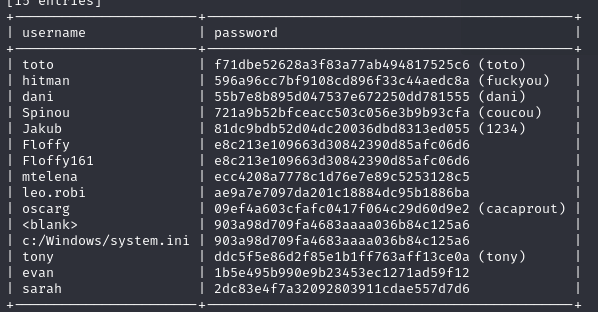 [15 entries]
| username | password |
| toto | f71dbe52628a3f83a77ab494817525c6 (toto) |
| hitman | 596a96cc7bf9108cd896f33c44aedc8a (fuckyou) |
| dani | 55b7e8b895d047537e672250dd781555 (dani) |
| Spinou | 721a9b52bfceacc503c056e3b9b93cfa (coucou) |
| Jakub | 81dc9bdb52d04dc20036dbd8313ed055 (1234) |
| Floffy | e8c213e109663d30842390d85afc06d6 |
| Floffy161 | e8c213e109663d30842390d85afc06d6 |
| mtelena | ecc4208a7778c1d76e7e89c5253128c5 |
| leo.robi | ae9a7e7097da201c18884dc95b1886ba |
| oscarg | 09ef4a603cfafc0417f064c29d60d9e2 (cacaprout) |
| <blank> | 903a98d709fa4683aaaa036b84c125a6 |
| c:/Windows/system.ini | 903a98d709fa4683aaaa036b84c125a6 |
| tony | ddc5f5e86d2f85e1b1ff763aff13ce0a (tony) |
| evan | 1b5e495b990e9b23453ec1271ad59f12 |
| sarah | 2dc83e4f7a32092803911cdae557d7d6 |